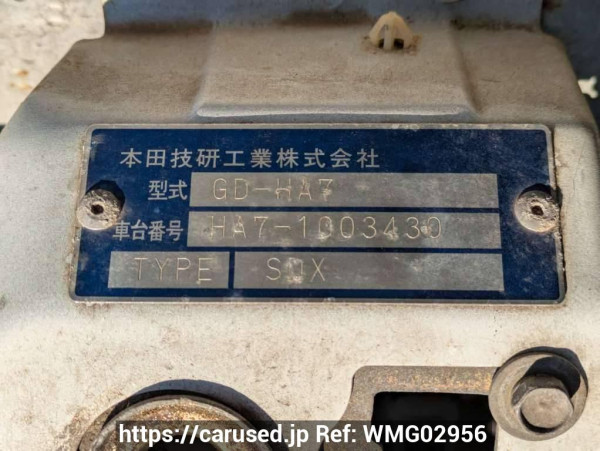 本田技研工業株式会社
型式 GD-HA7
車台番号 HA7-1003430
TYPE SDX
https://carused.jp Ref: WMG02956